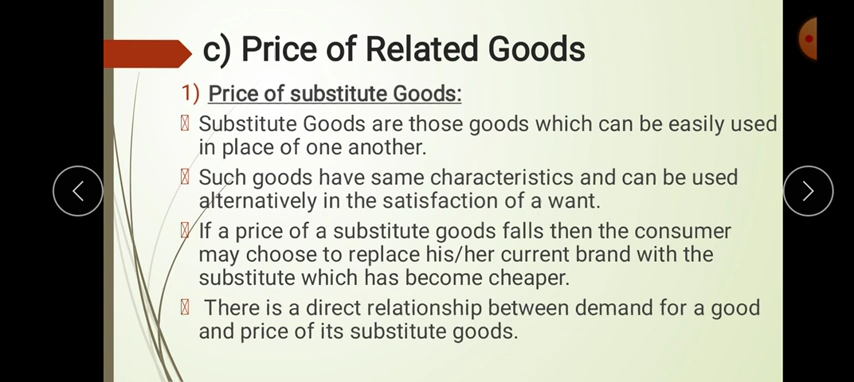 c) Price of Related Goods
1) Price of substitute Goods:
Substitute Goods are those goods which can be easily used
in place of one another.
Such goods have same characteristics and can be used
alternatively in the satisfaction of a want.
If a price of a substitute goods falls then the consumer
may choose to replace his/her current brand with the
substitute which has become cheaper.
There is a direct relationship between demand for a good
and price of its substitute goods.